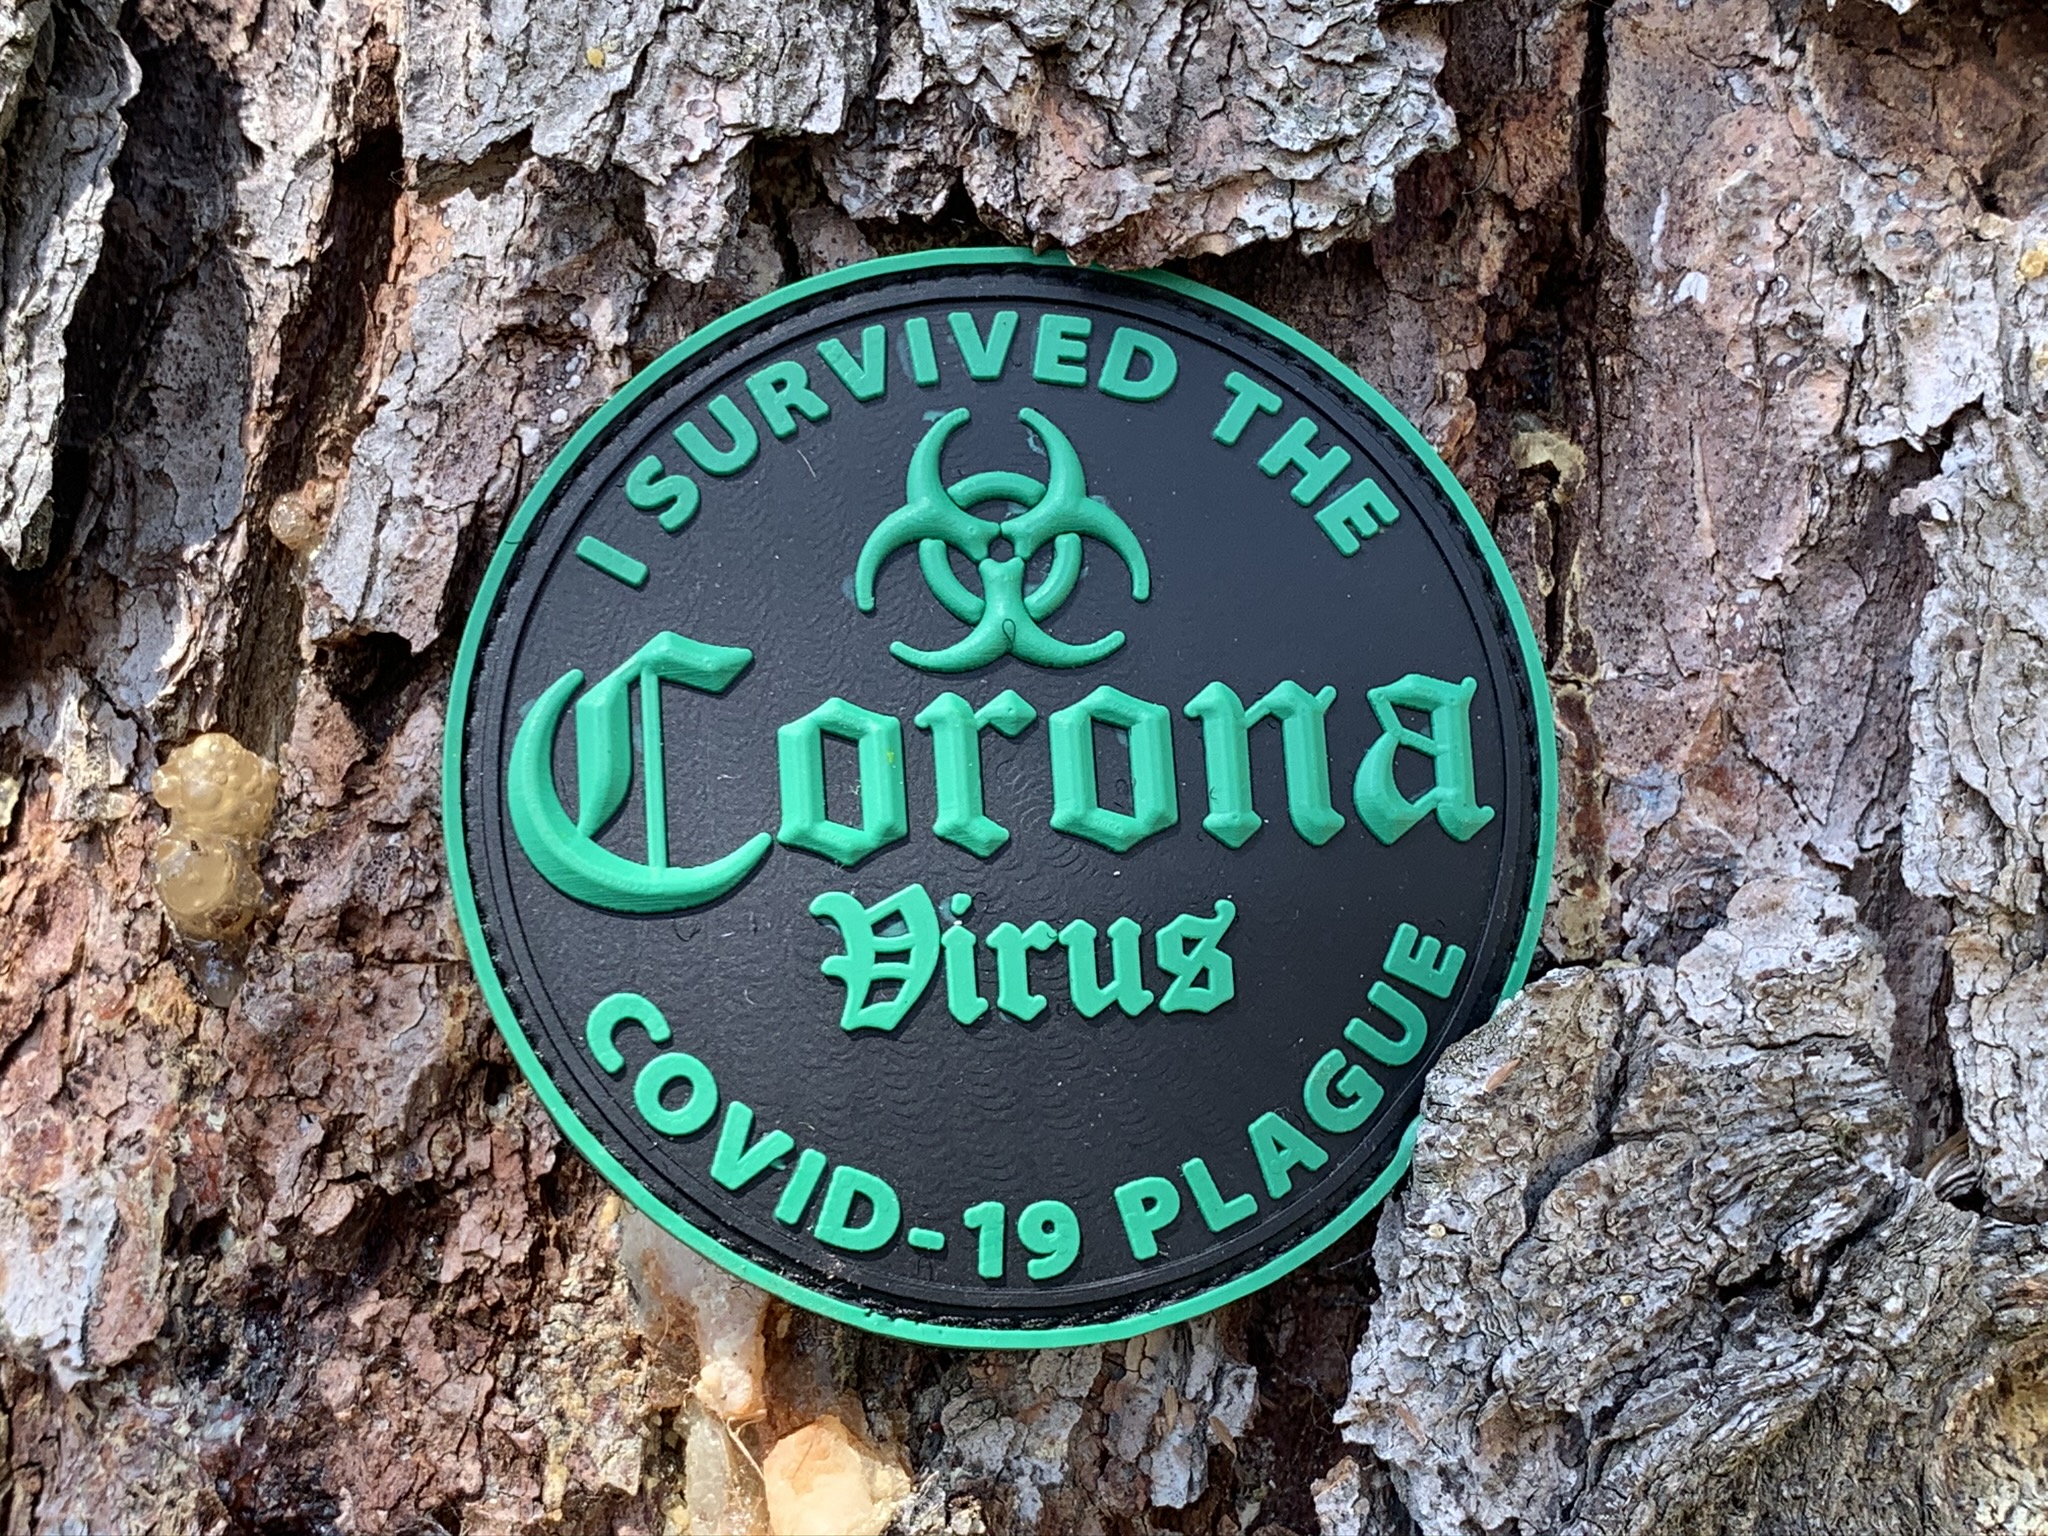 I SURVIVED THE
Corona
Virus
COVID-19 PLAGUE